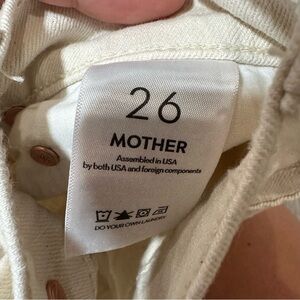 26
MOTHER
Assembled in USA
by both USA and foreign components
DO YOUR OWN LAUNDRY